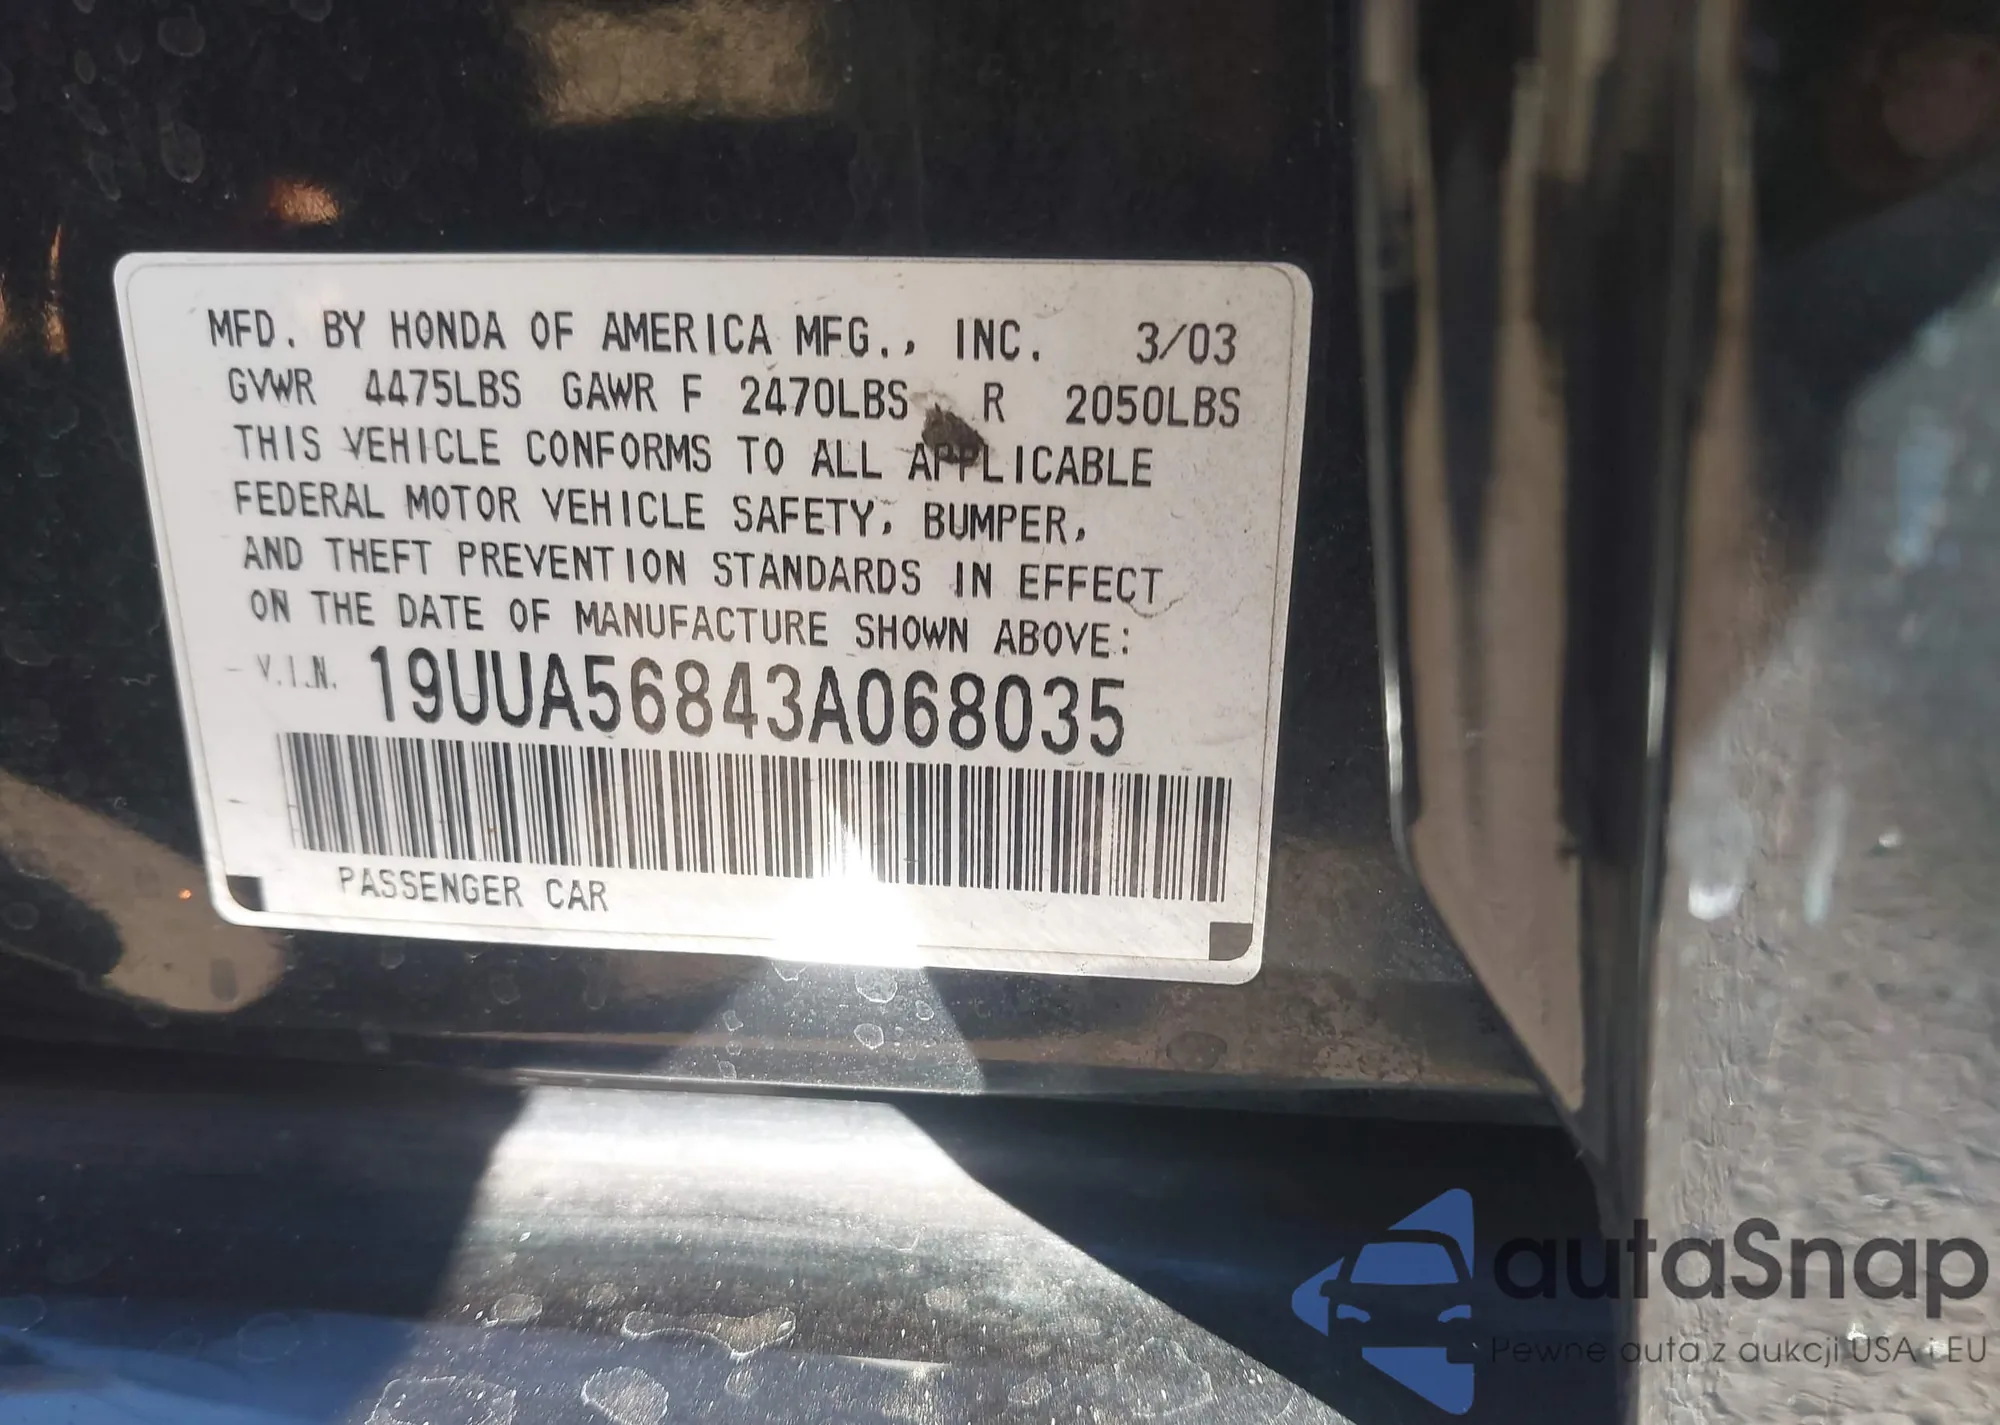 MFD. BY HONDA OF AMERICA MFG., INC. 3/03
GVWR 4475LBS GAWR F 2470LBS R 2050LBS
THIS VEHICLE CONFORMS TO ALL APPLICABLE
FEDERAL MOTOR VEHICLE SAFETY, BUMPER,
AND THEFT PREVENTION STANDARDS IN EFFECT
ON THE DATE OF MANUFACTURE SHOWN ABOVE:
V.I.N. 19UUA56843A068035
PASSENGER CAR
autaSnap
Pewne auta z aukcji USA i EU